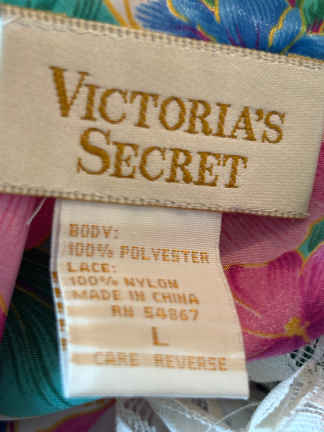 VICTORIA'S
SECRET
BODY:
100% POLYESTER
LACE:
100% NYLON
MADE IN CHINA
RN 54867
L
CARE REVERSE